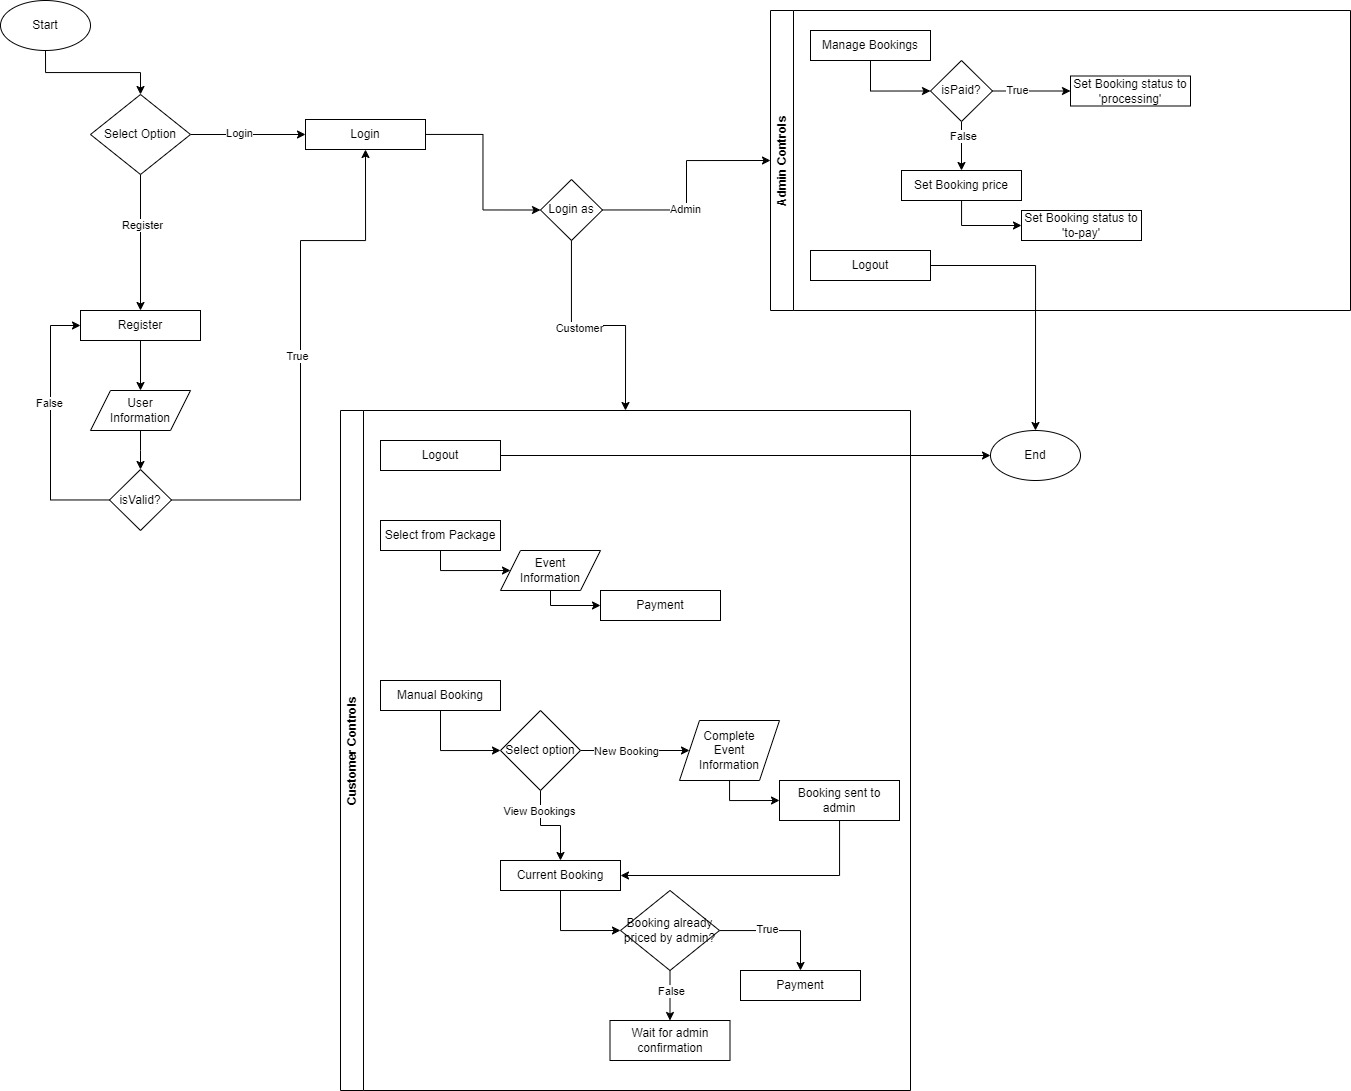 Start
Select Option
Login
Login
Register
Register
User
Information
isValid?
False
True
Login as
Admin
Customer
Admin Controls
Manage Bookings
isPaid?
True
Set Booking status to
'processing'
False
Set Booking price
Set Booking status to
'to-pay'
Logout
End
Customer Controls
Logout
Select from Package
Event
Information
Payment
Manual Booking
Select option
New Booking
Complete
Event
Information
Booking sent to
admin
View Bookings
Current Booking
Booking already
priced by admin?
True
Payment
False
Wait for admin
confirmation